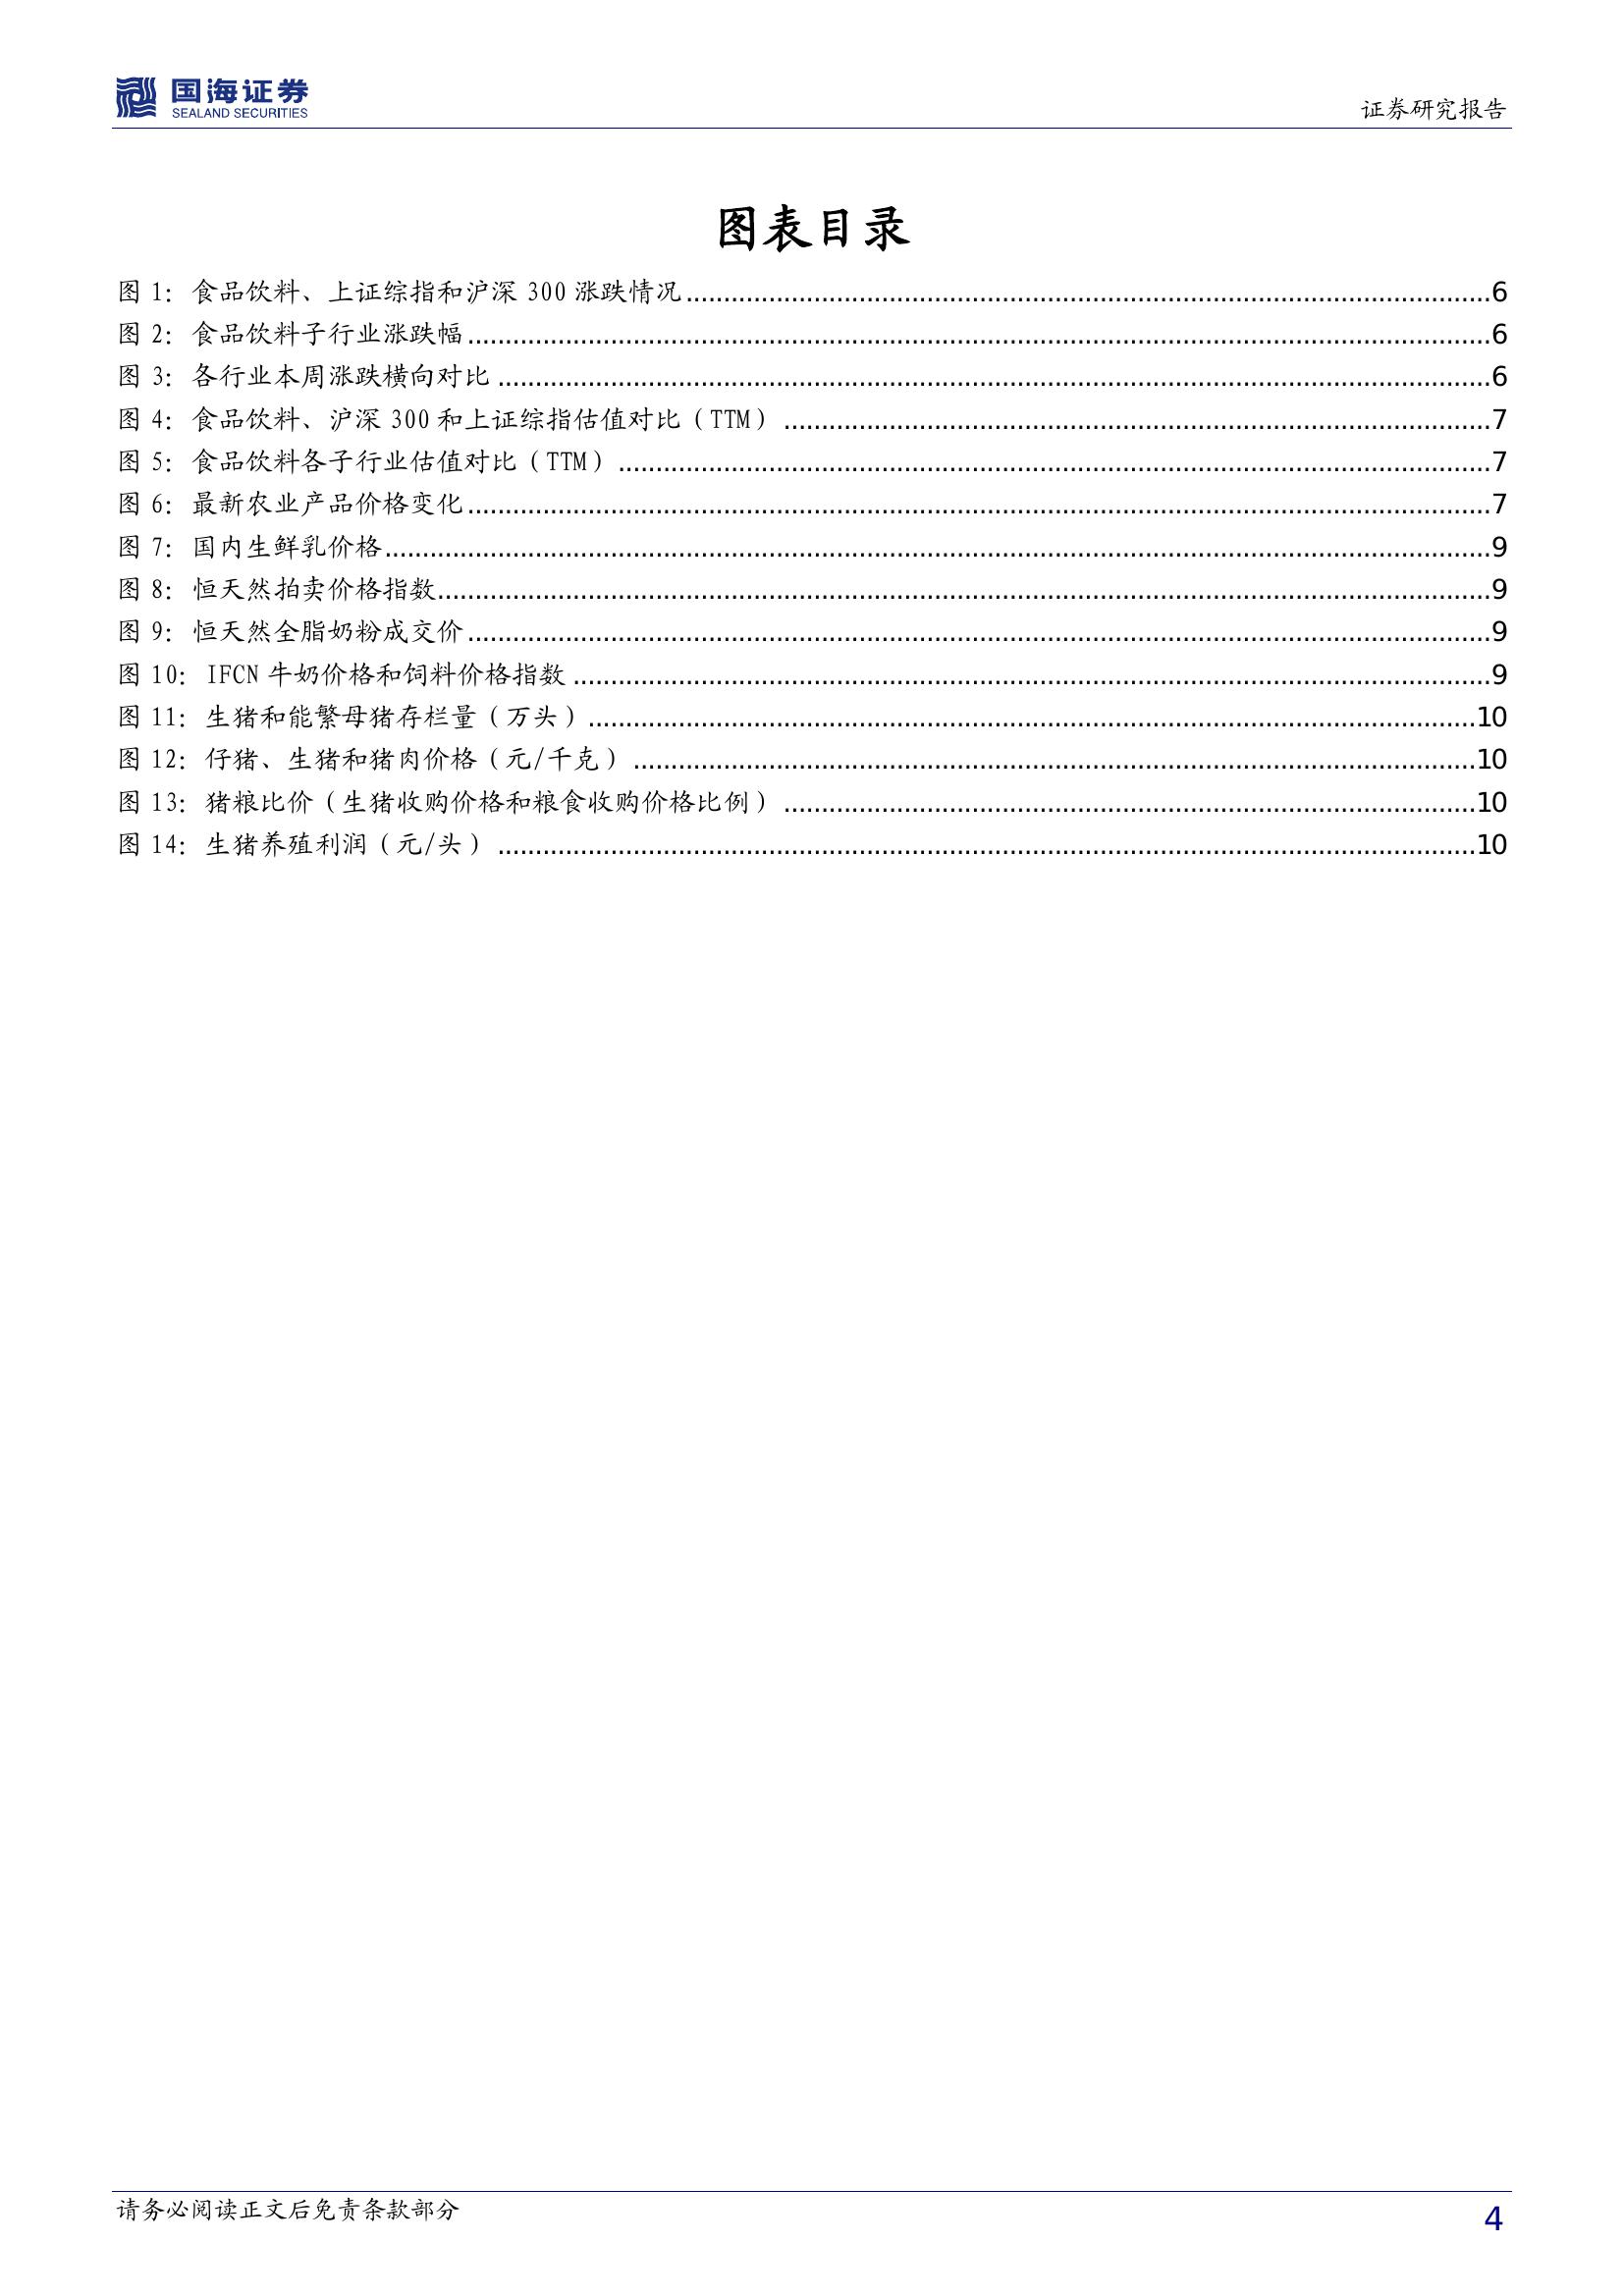 国海证券
SEALAND SECURITIES
证券研究报告
图表目录
图 1：食品饮料、上证综指和沪深 300 涨跌情况......6
图 2：食品饮料子行业涨跌幅......6
图 3：各行业本周涨跌横向对比......6
图 4：食品饮料、沪深 300 和上证综指估值对比（TTM）......7
图 5：食品饮料各子行业估值对比（TTM）......7
图 6：最新农业产品价格变化......7
图 7：国内生鲜乳价格......9
图 8：恒天然拍卖价格指数......9
图 9：恒天然全脂奶粉成交价......9
图 10：IFCN 牛奶价格和饲料价格指数......9
图 11：生猪和能繁母猪存栏量（万头）......10
图 12：仔猪、生猪和猪肉价格（元/千克）......10
图 13：猪粮比价（生猪收购价格和粮食收购价格比例）......10
图 14：生猪养殖利润（元/头）......10
请务必阅读正文后免责条款部分
4